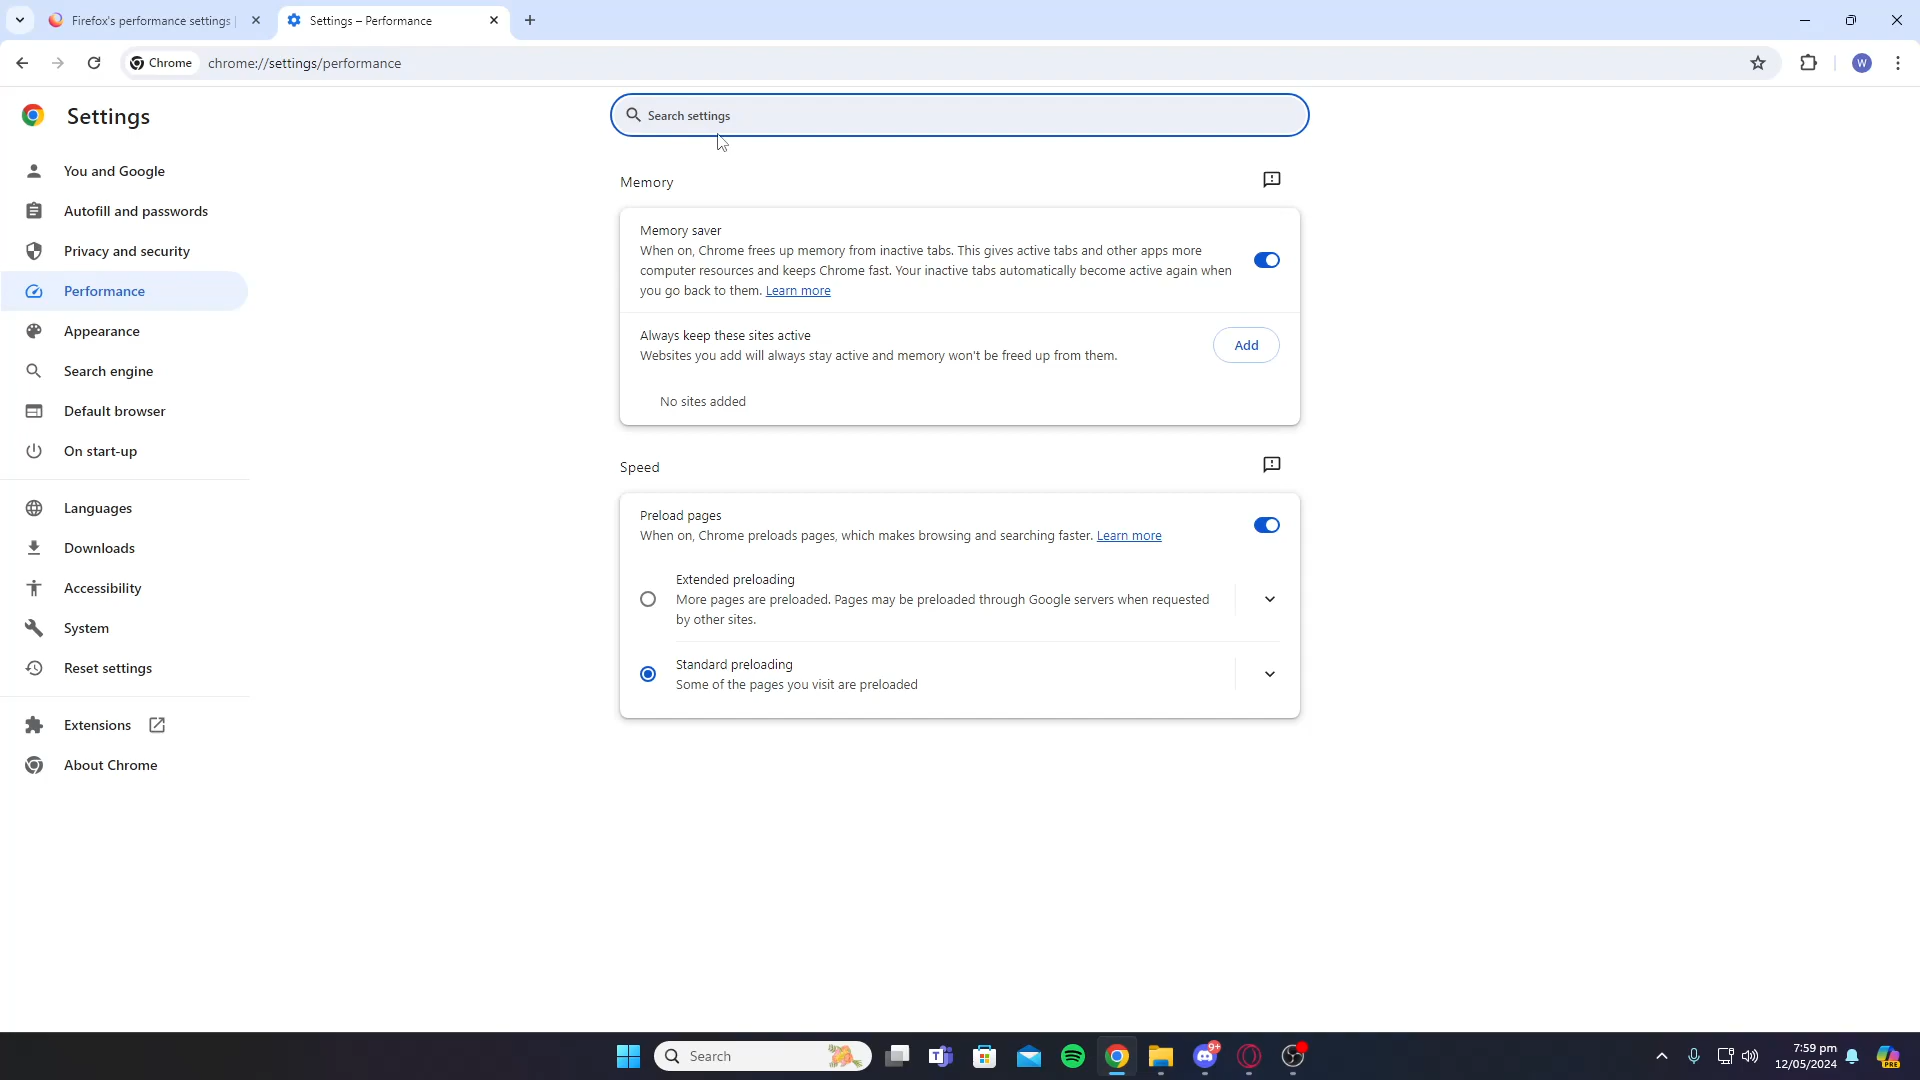 Firefox's performance settings
Settings – Performance
Chrome
chrome://settings/performance
W
Settings
Search settings
You and Google
Autofill and passwords
Privacy and security
Performance
Appearance
Search engine
Default browser
On start-up
Languages
Downloads
Accessibility
System
Reset settings
Extensions
About Chrome
Memory
Memory saver
When on, Chrome frees up memory from inactive tabs. This gives active tabs and other apps more
computer resources and keeps Chrome fast. Your inactive tabs automatically become active again when
you go back to them. Learn more
Always keep these sites active
Websites you add will always stay active and memory won't be freed up from them.
Add
No sites added
Speed
Preload pages
When on, Chrome preloads pages, which makes browsing and searching faster. Learn more
Extended preloading
More pages are preloaded. Pages may be preloaded through Google servers when requested
by other sites.
Standard preloading
Some of the pages you visit are preloaded
Search
9+
7:59 pm
12/05/2024
PRE